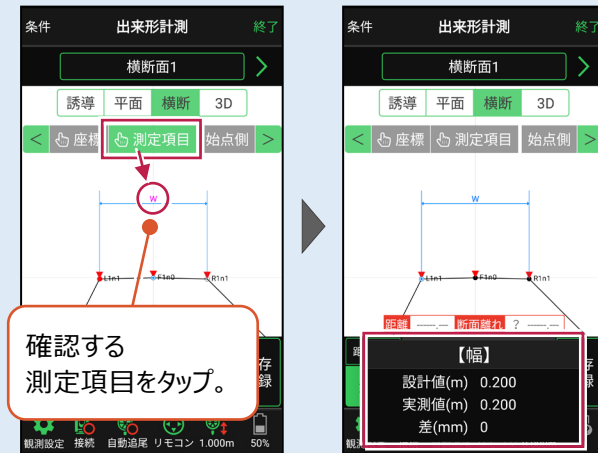 条件 出来形計測 終了
横断面1
誘導 平面 横断 3D
< 座標 測定項目 始点側 >
w
L1n1 F1n0 R1n1
確認する
測定項目をタップ。
存
録
観測設定 接続 自動追尾 リモコン 1.000m 50%
条件 出来形計測 終了
横断面1
誘導 平面 横断 3D
< 座標 測定項目 始点側 >
w
L1n1 F1n0 R1n1
距離 ---.-- 断面離れ ? ---.--
【幅】
設計値(m) 0.200
実測値(m) 0.200
差(mm) 0